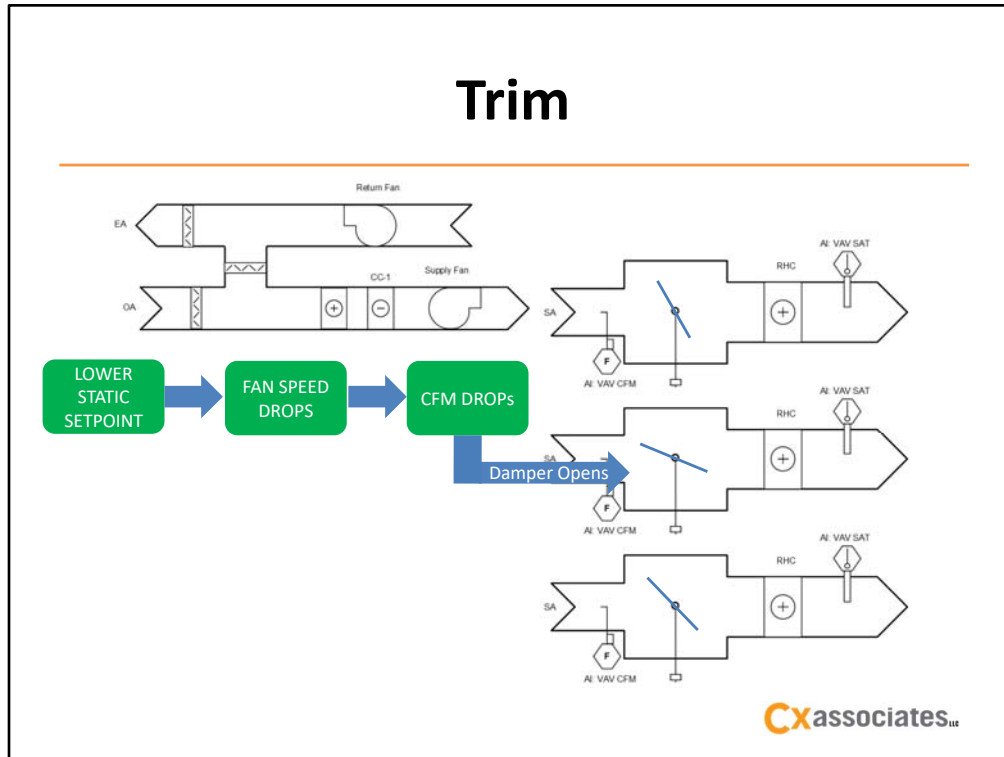 Trim
Return Fan
EA
CC-1
Supply Fan
OA
LOWER
STATIC
SETPOINT
FAN SPEED
DROPS
CFM DROPs
Damper Opens
AI: VAV SAT
RHC
SA
F
AI: VAV CFM
AI: VAV SAT
RHC
SA
F
AI: VAV CFM
AI: VAV SAT
RHC
SA
F
AI: VAV CFM
Cxassociates LLC